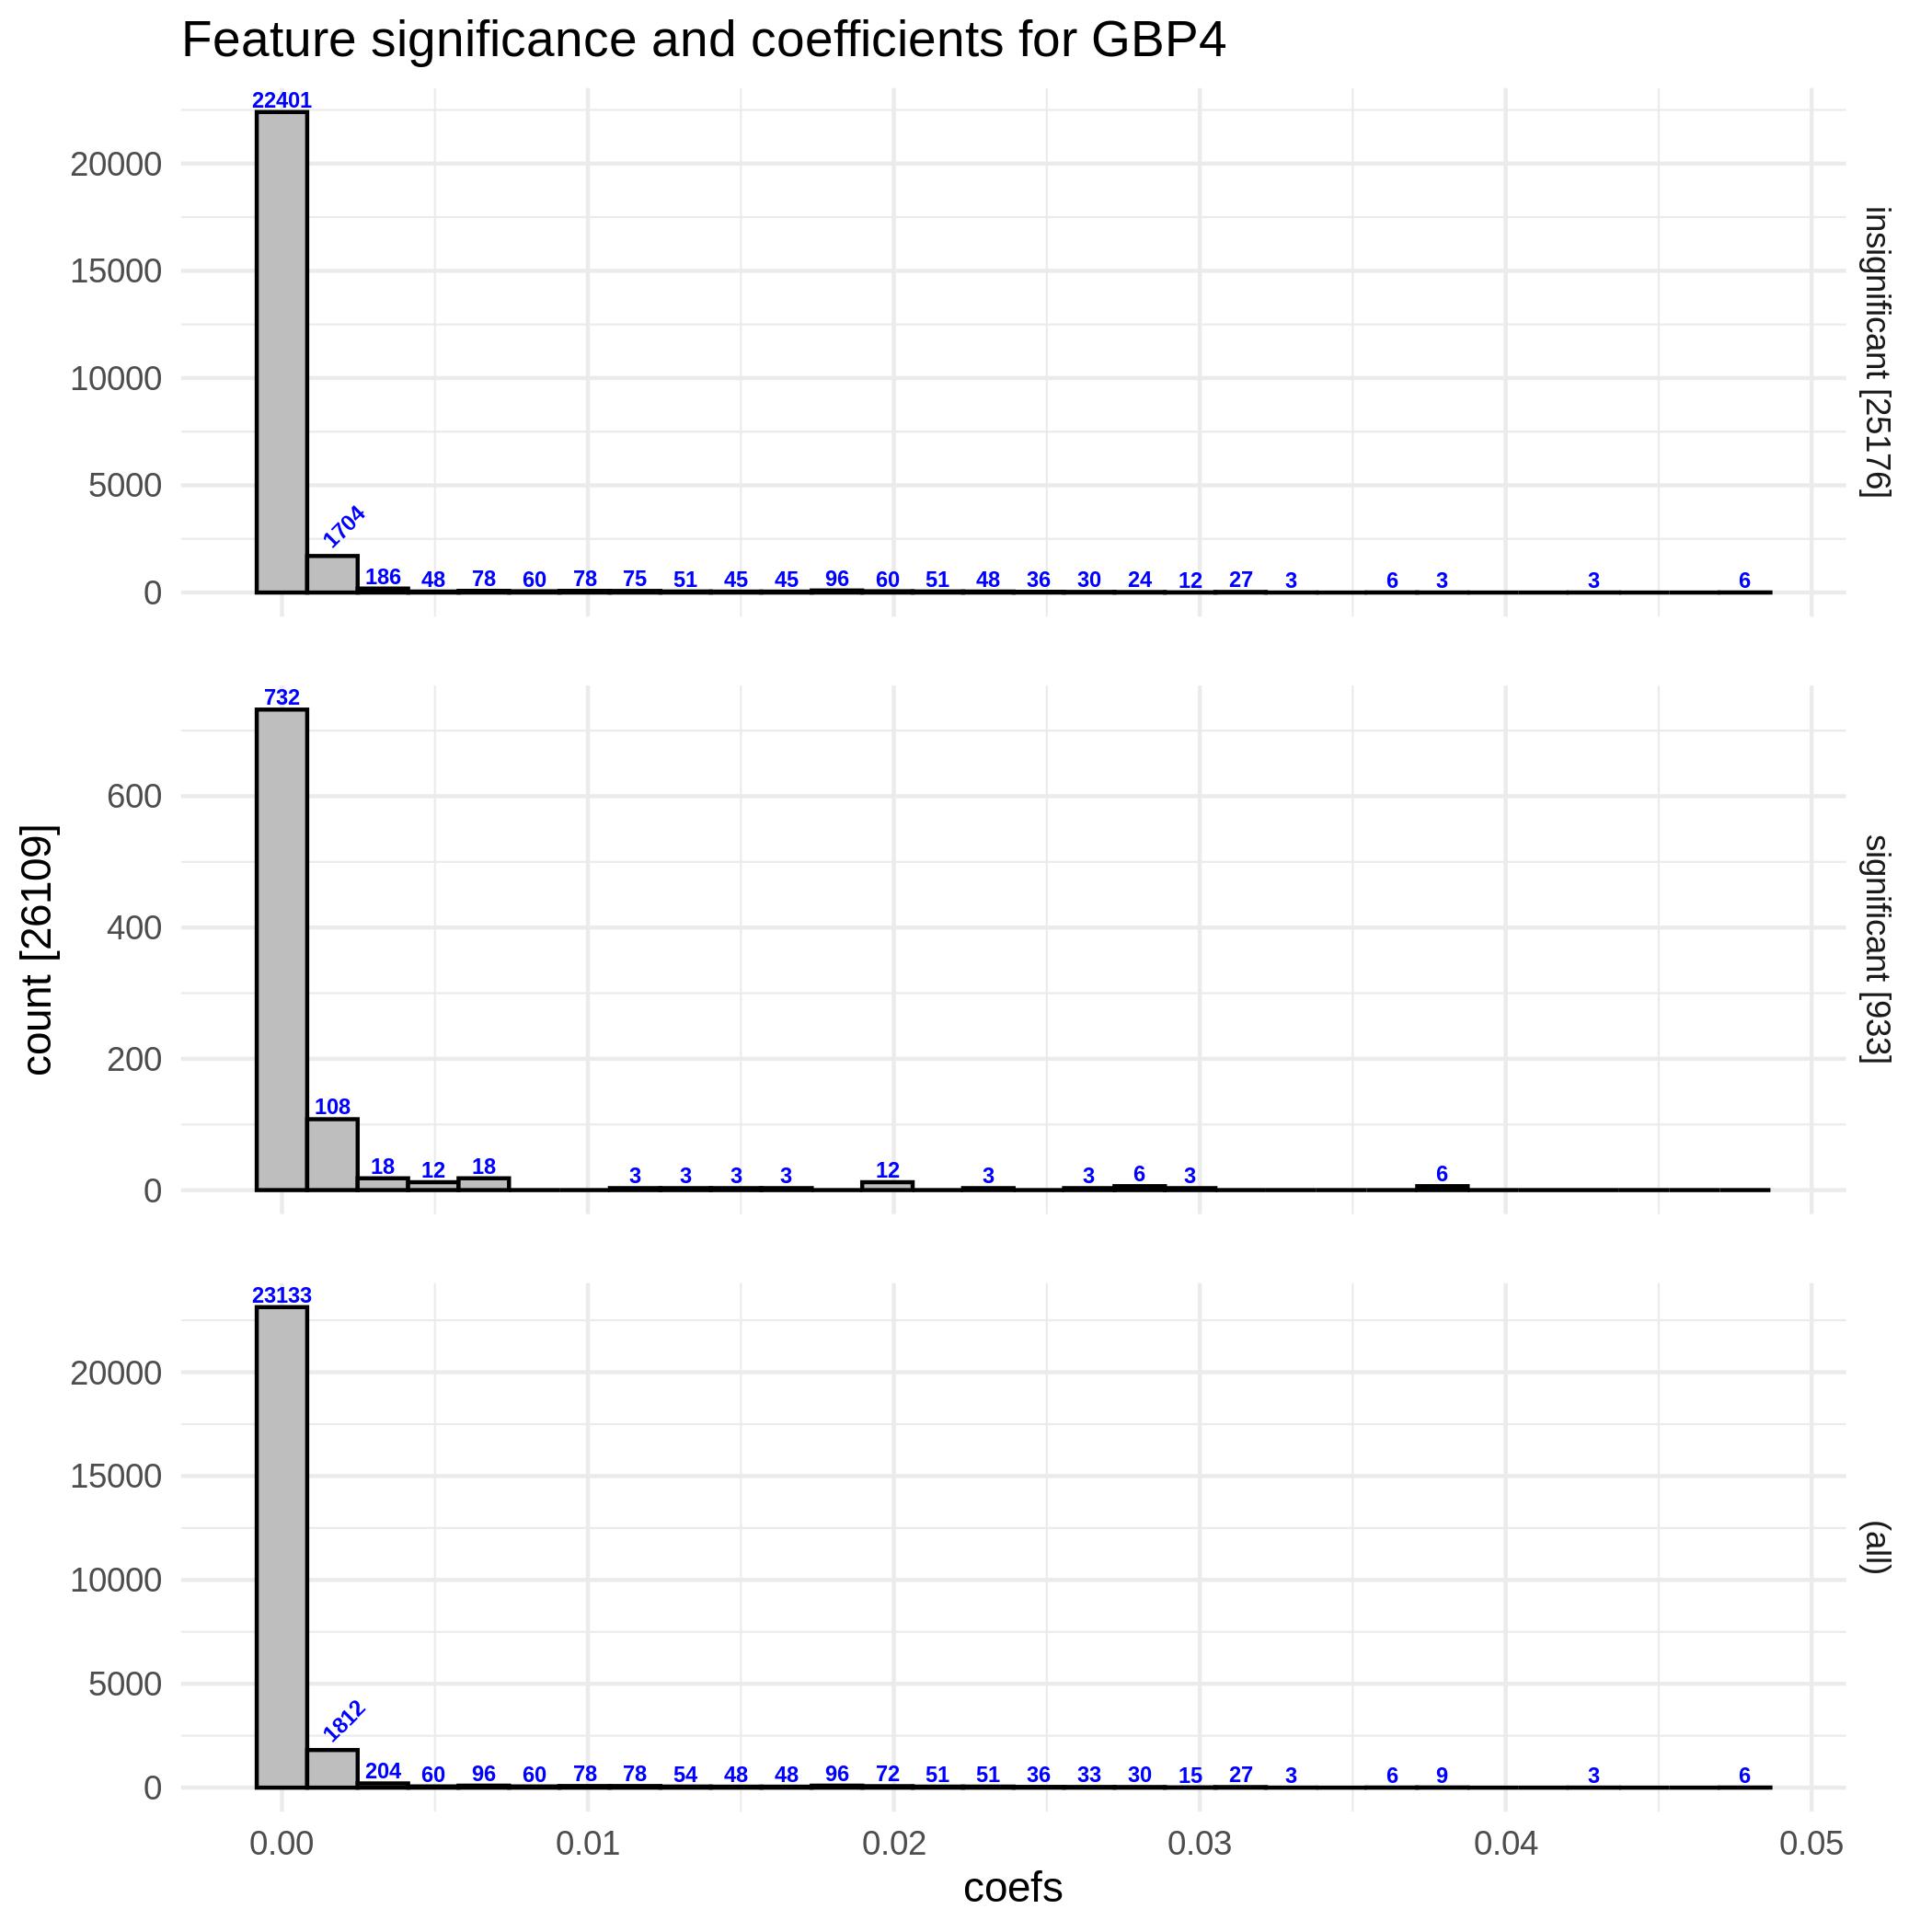 Feature significance and coefficients for GBP4
22401
20000
15000
10000
5000
0
1704
186 48 78 60 78 75 51 45 45 96 60 51 48 36 30 24 12 27 3 6 3 3 6
insignificant [25176]
732
600
400
200
0
108
18 12 18 3 3 3 3 12 3 3 6 3 6
significant [933]
count [26109]
23133
20000
15000
10000
5000
0
1812
204 60 96 60 78 78 54 48 48 96 72 51 51 36 33 30 15 27 3 6 9 3 6
(all)
0.00 0.01 0.02 0.03 0.04 0.05
coefs